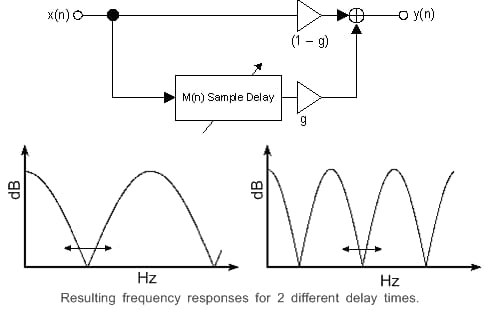 x(n)
y(n)
(1 - g)
M(n) Sample Delay
g
dB
Hz
dB
Hz
Resulting frequency responses for 2 different delay times.